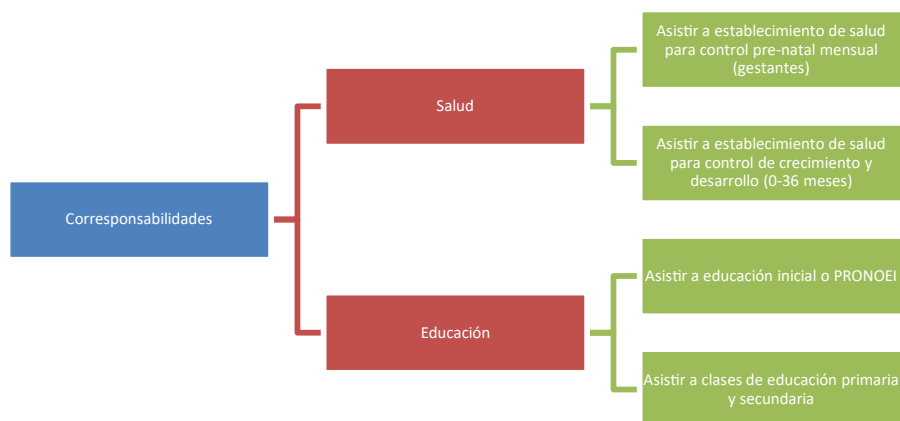 Asistir a establecimiento de salud
para control pre-natal mensual
(gestantes)
Salud
Asistir a establecimiento de salud
para control de crecimiento y
desarrollo (0-36 meses)
Corresponsabilidades
Asistir a educación inicial o PRONOEI
Educación
Asistir a clases de educación primaria
y secundaria